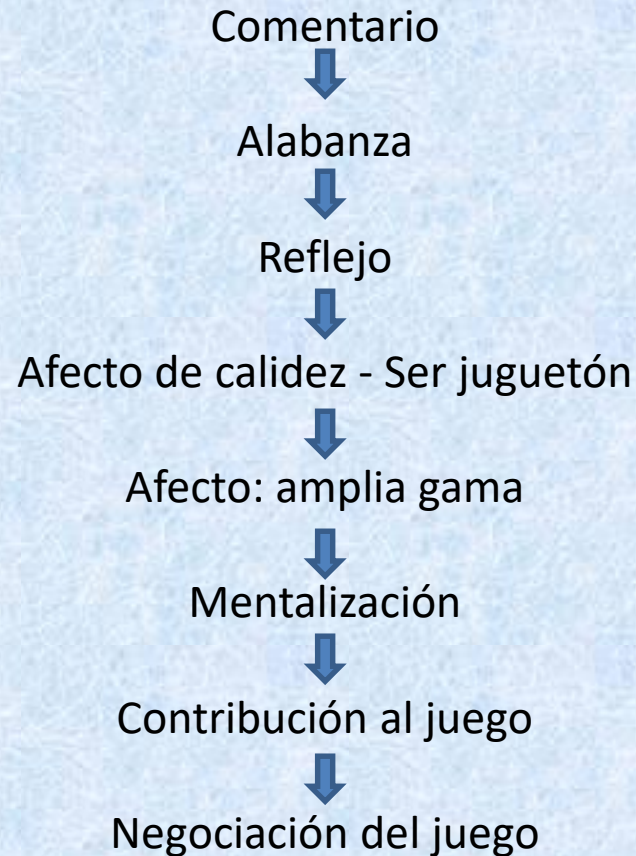 Comentario
Alabanza
Reflejo
Afecto de calidez - Ser juguetón
Afecto: amplia gama
Mentalización
Contribución al juego
Negociación del juego